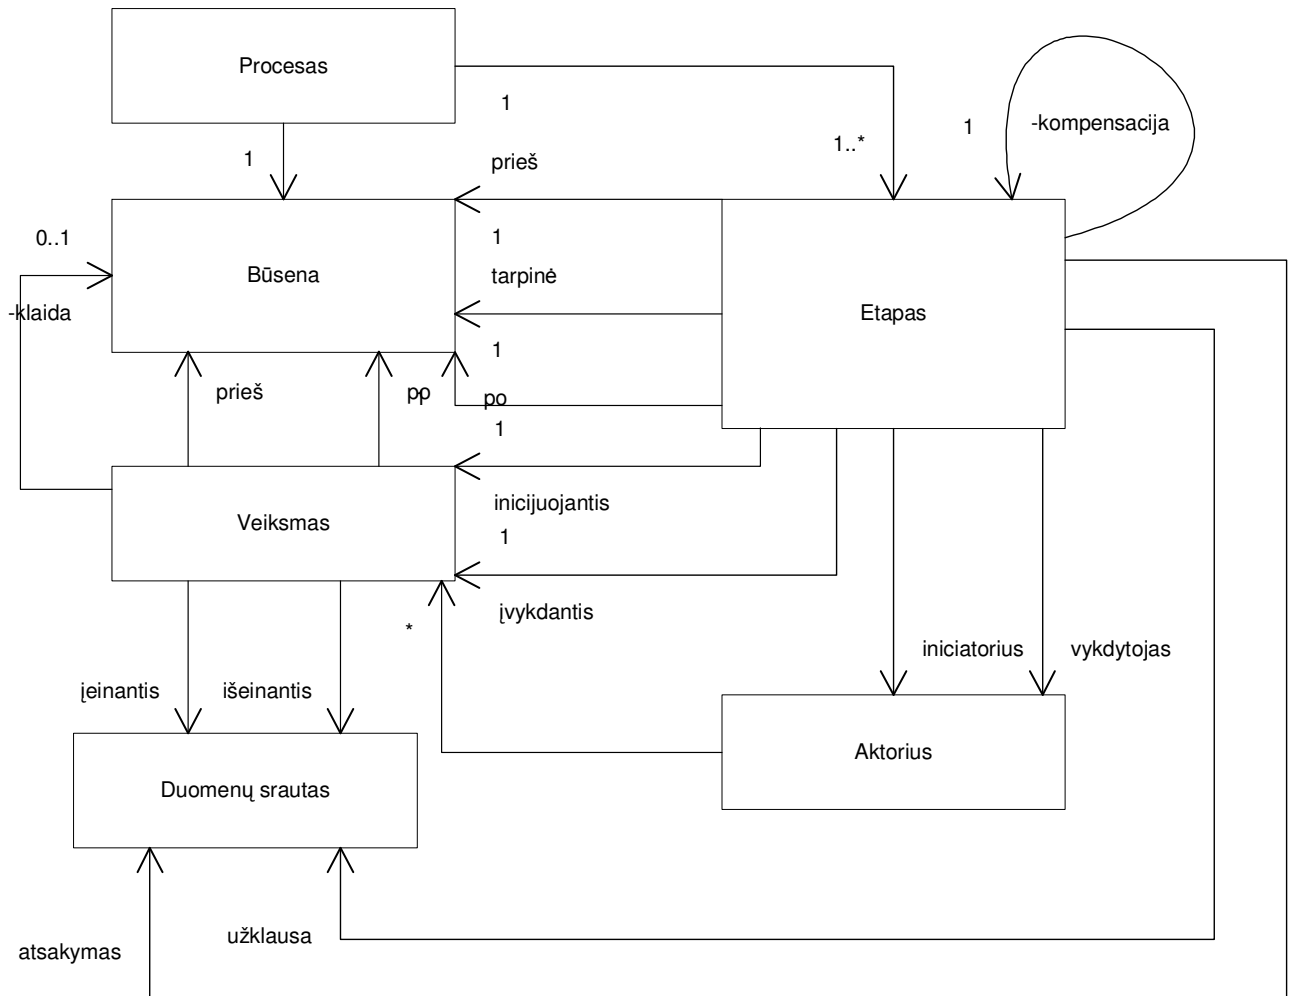 Procesas
1
1
1..*
1
-kompensacija
prieš
0..1
1
Būsena
tarpinė
Etapas
-klaida
1
prieš
po
po
1
inicijuojantis
Veiksmas
1
įvykdantis
*
iniciatorius
vykdytojas
įeinantis
išeinantis
Aktorius
Duomenų srautas
užklausa
atsakymas